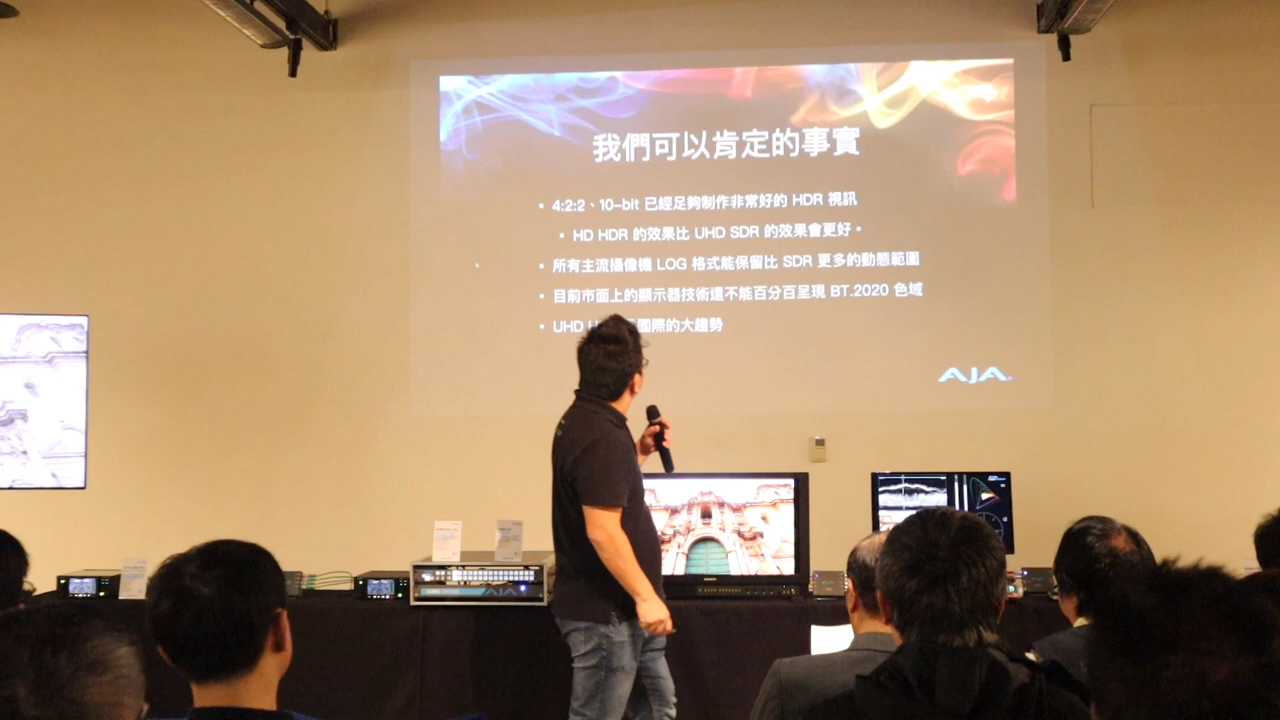 我們可以肯定的事實
4:2:2、10-bit 已經足夠制作非常好的 HDR 視訊
HD HDR 的效果比 UHD SDR 的效果會更好。
所有主流攝像機 LOG 格式能保留比 SDR 更多的動態範圍
目前市面上的顯示器技術還不能百分百呈現 BT.2020 色域
UHD 國際的大趨勢
AJA
SONY
AJA